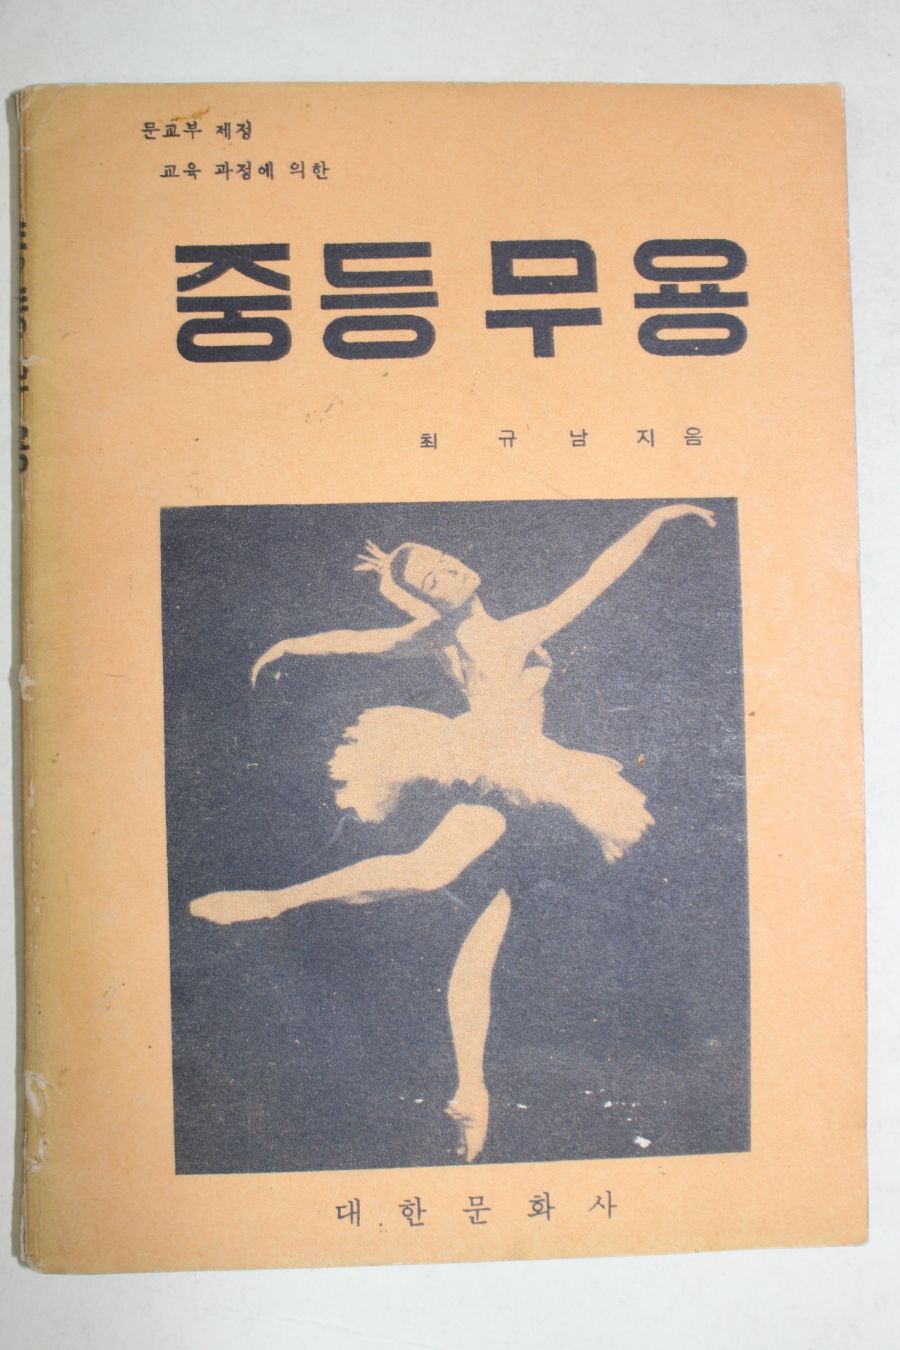 문교부 제정
교육 과정에 의한
중등무용
최 규 남 지음
대한문화사